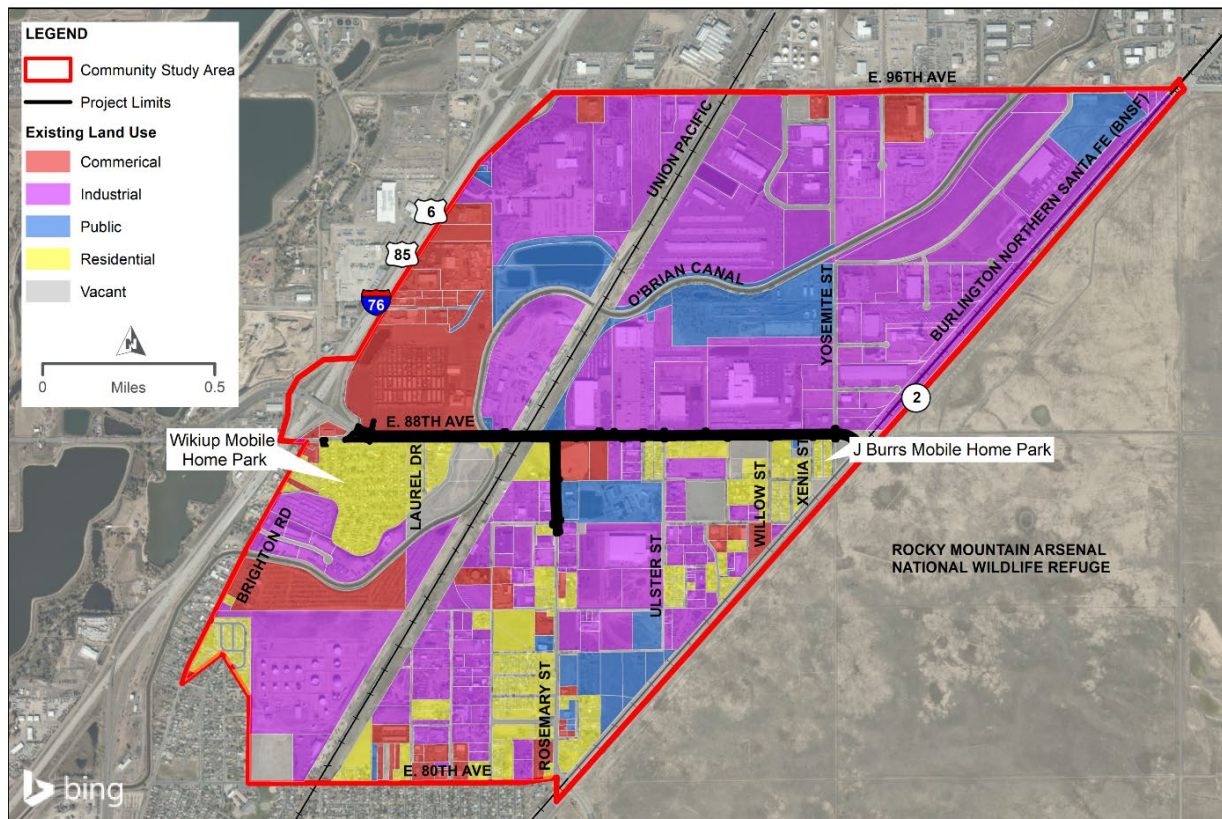 LEGEND
Community Study Area
Project Limits
Existing Land Use
Commerical
Industrial
Public
Residential
Vacant
N
0
0.5
Miles
E. 96TH AVE
UNION PACIFIC
BURLINGTON NORTHERN SANTA FE (BNSF)
6
85
76
O'BRIAN CANAL
YOSEMITE ST
2
E. 88TH AVE
Wikiup Mobile
Home Park
J Burrs Mobile Home Park
LAUREL DR
WILLOW ST
XENIA ST
BRIGHTON RD
ULSTER ST
ROCKY MOUNTAIN ARSENAL
NATIONAL WILDLIFE REFUGE
ROSEMARY ST
E. 80TH AVE
bing